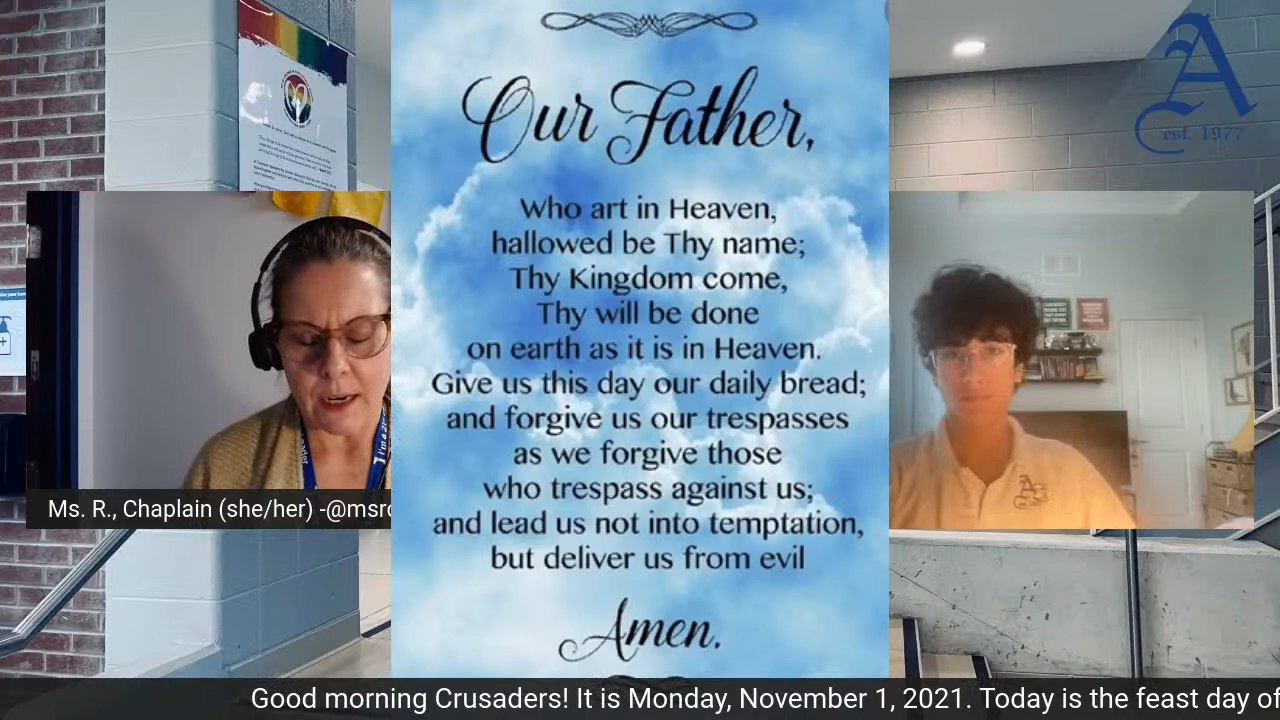 Our Father,
Who art in Heaven,
hallowed be Thy name;
Thy Kingdom come,
Thy will be done
on earth as it is in Heaven.
Give us this day our daily bread;
and forgive us our trespasses
as we forgive those
who trespass against us;
and lead us not into temptation,
but deliver us from evil
Amen.
A
est. 1977
Ms. R., Chaplain (she/her) -@msro
Good morning Crusaders! It is Monday, November 1, 2021. Today is the feast day of